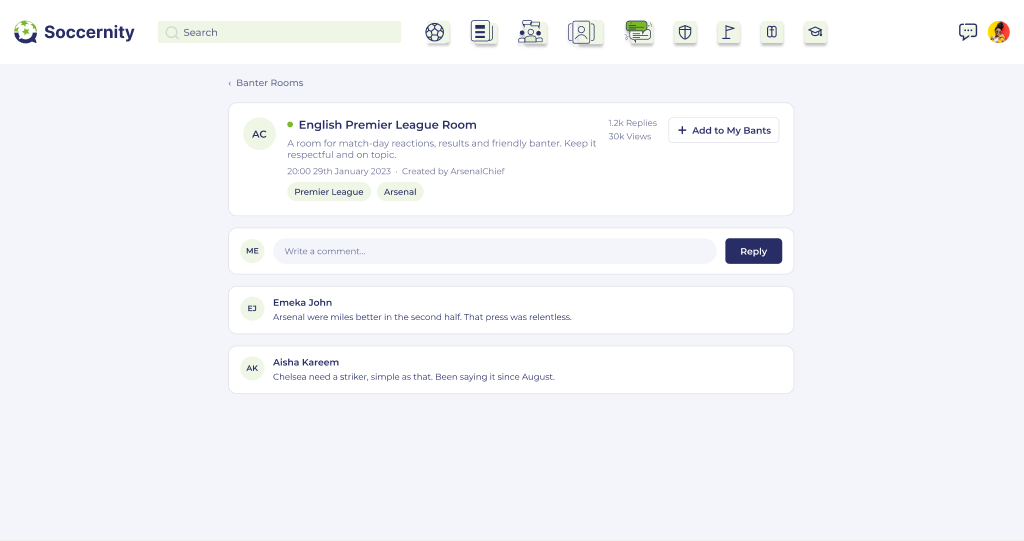 Soccernity
Search
‹ Banter Rooms
AC
English Premier League Room
A room for match-day reactions, results and friendly banter. Keep it
respectful and on topic.
20:00 29th January 2023 · Created by ArsenalChief
Premier League
Arsenal
1.2k Replies
30k Views
+ Add to My Bants
ME
Write a comment...
Reply
EJ
Emeka John
Arsenal were miles better in the second half. That press was relentless.
AK
Aisha Kareem
Chelsea need a striker, simple as that. Been saying it since August.